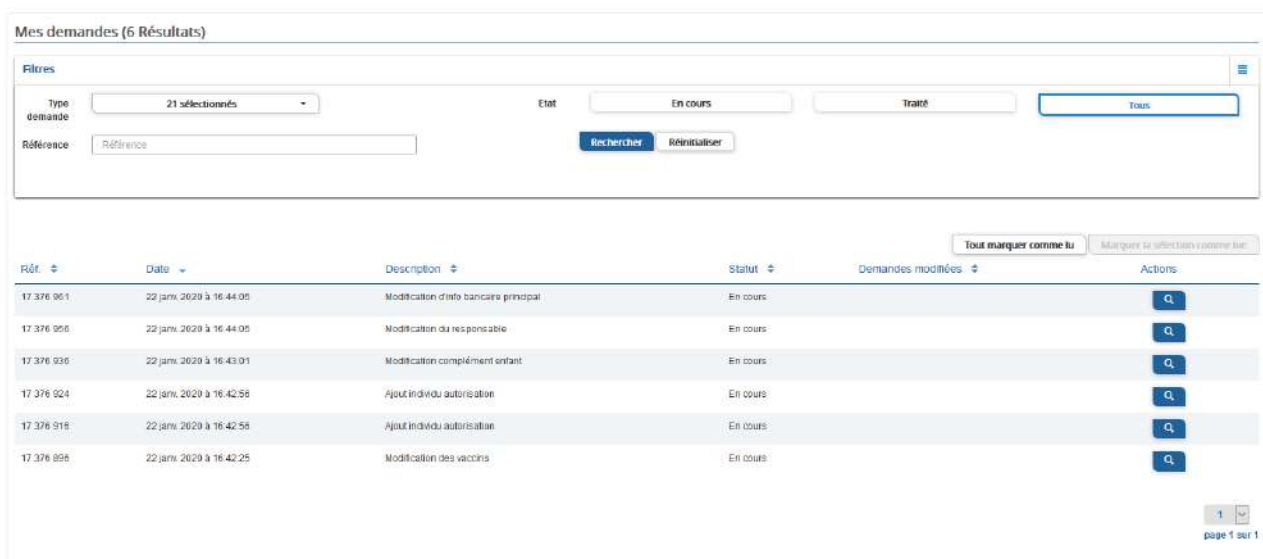 Mes demandes (6 Résultats)
Filtres
Type demande 21 sélectionnés Etat En cours Traité Tous
Référence Référence Rechercher Réinitialiser
Tout marquer comme lu Marquer la sélection comme lue
Réf. Date Description Statut Demandes modifiées Actions
17 376 961 22 janv. 2020 à 16:44:05 Modification d'info bancaire principal En cours
17 376 956 22 janv. 2020 à 16:44:05 Modification du responsable En cours
17 376 936 22 janv. 2020 à 16:43:01 Modification complément enfant En cours
17 376 924 22 janv. 2020 à 16:42:56 Ajout individu autorisation En cours
17 376 916 22 janv. 2020 à 16:42:56 Ajout individu autorisation En cours
17 376 896 22 janv. 2020 à 16:42:25 Modification des vaccins En cours
1
page 1 sur 1